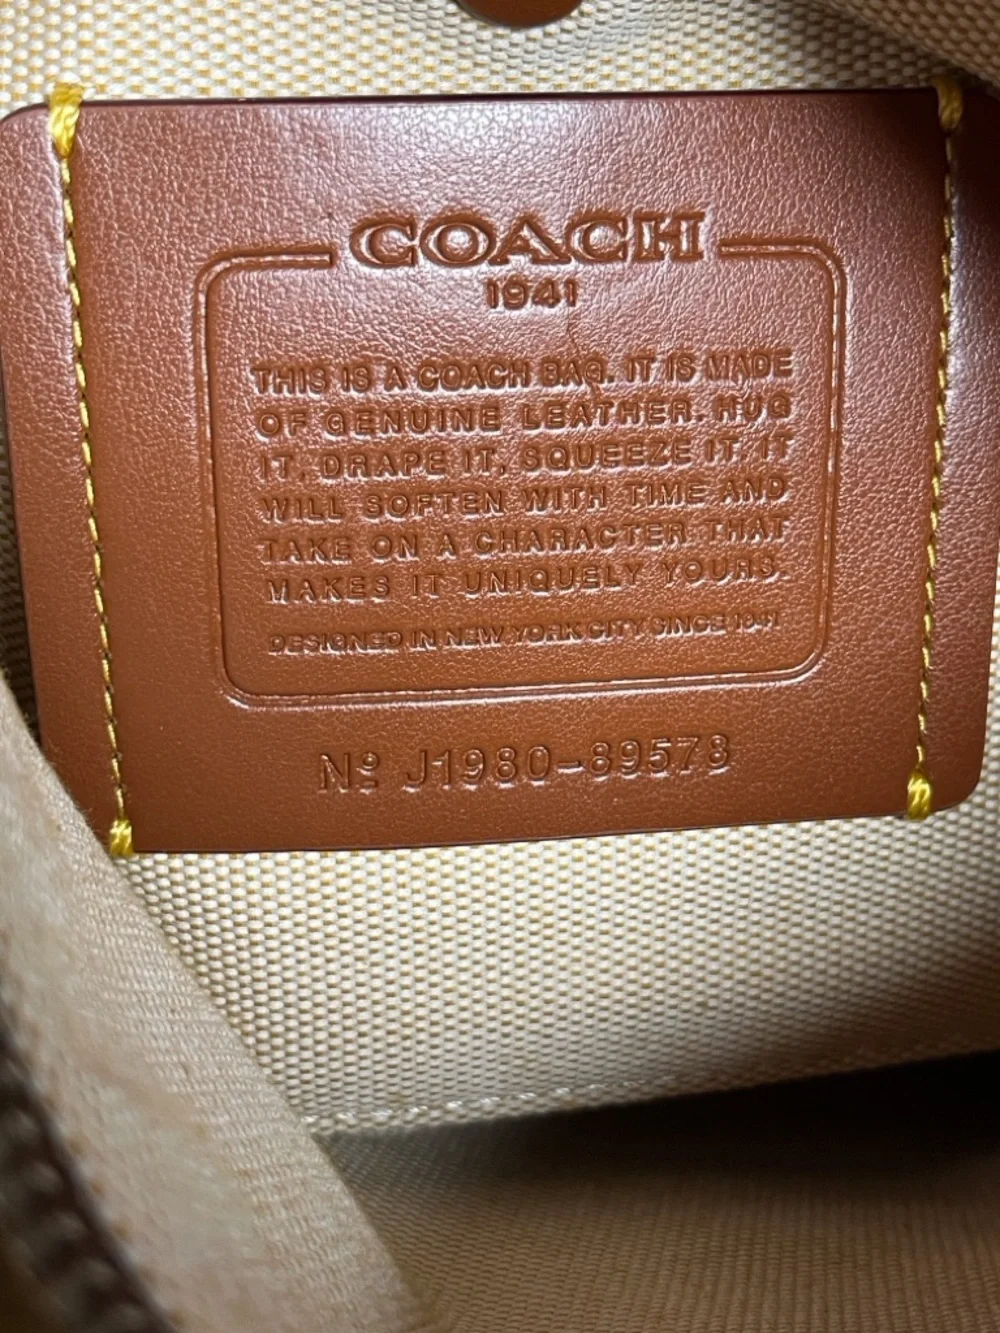 COACH
1941
THIS IS A COACH BAG. IT IS MADE
OF GENUINE LEATHER. HUG
IT, DRAPE IT, SQUEEZE IT. IT
WILL SOFTEN WITH TIME AND
TAKE ON A CHARACTER THAT
MAKES IT UNIQUELY YOURS.
DESIGNED IN NEW YORK CITY SINCE 1941
Nº J1980-89578